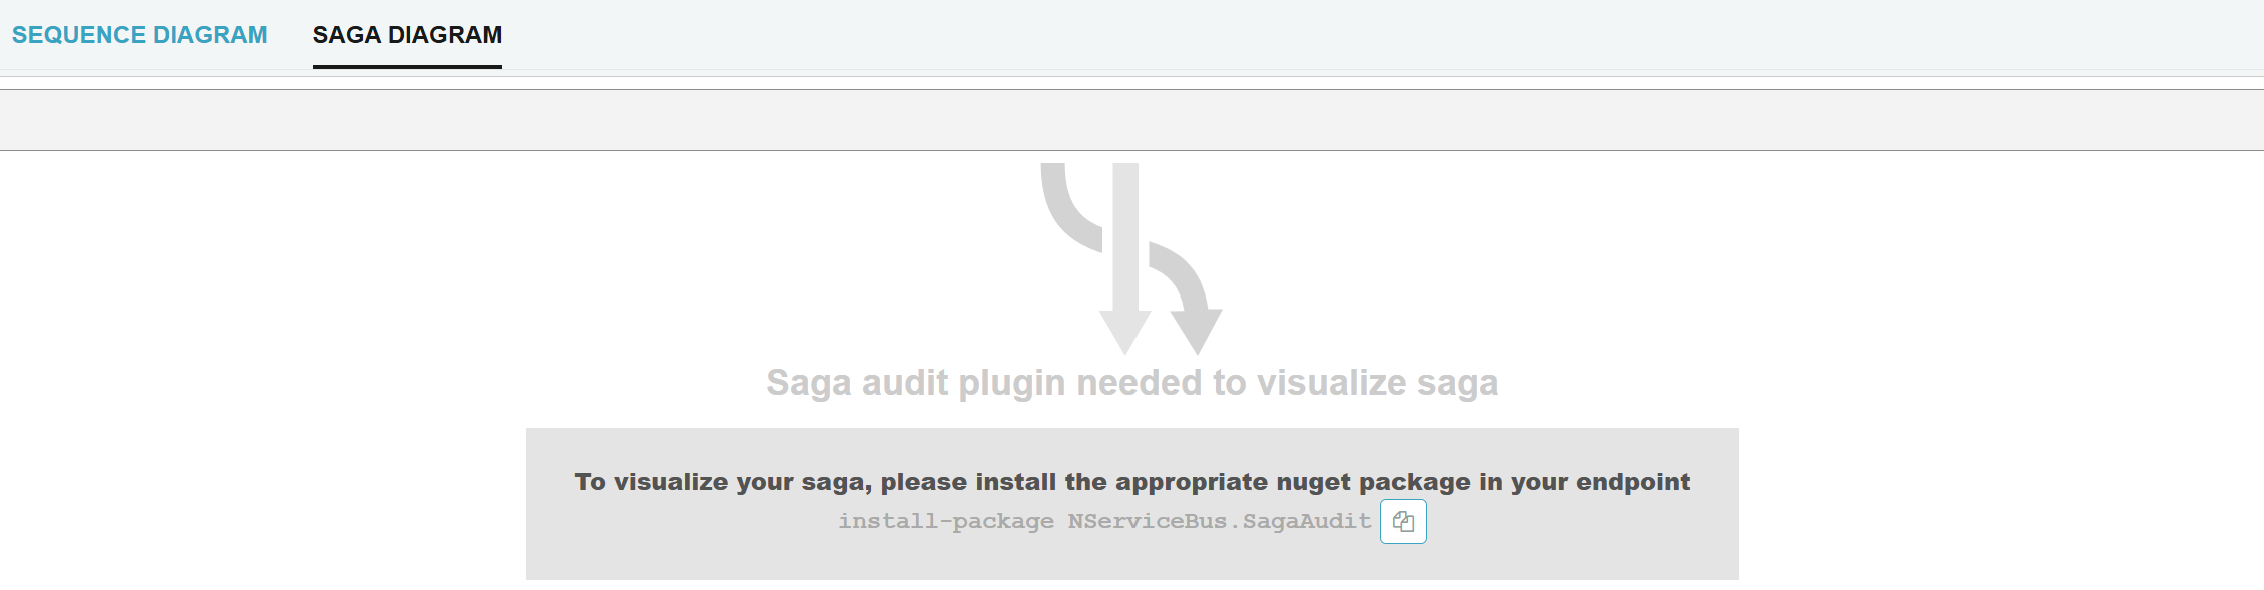 SEQUENCE DIAGRAM SAGA DIAGRAM
Saga audit plugin needed to visualize saga
To visualize your saga, please install the appropriate nuget package in your endpoint
install-package NServiceBus.SagaAudit